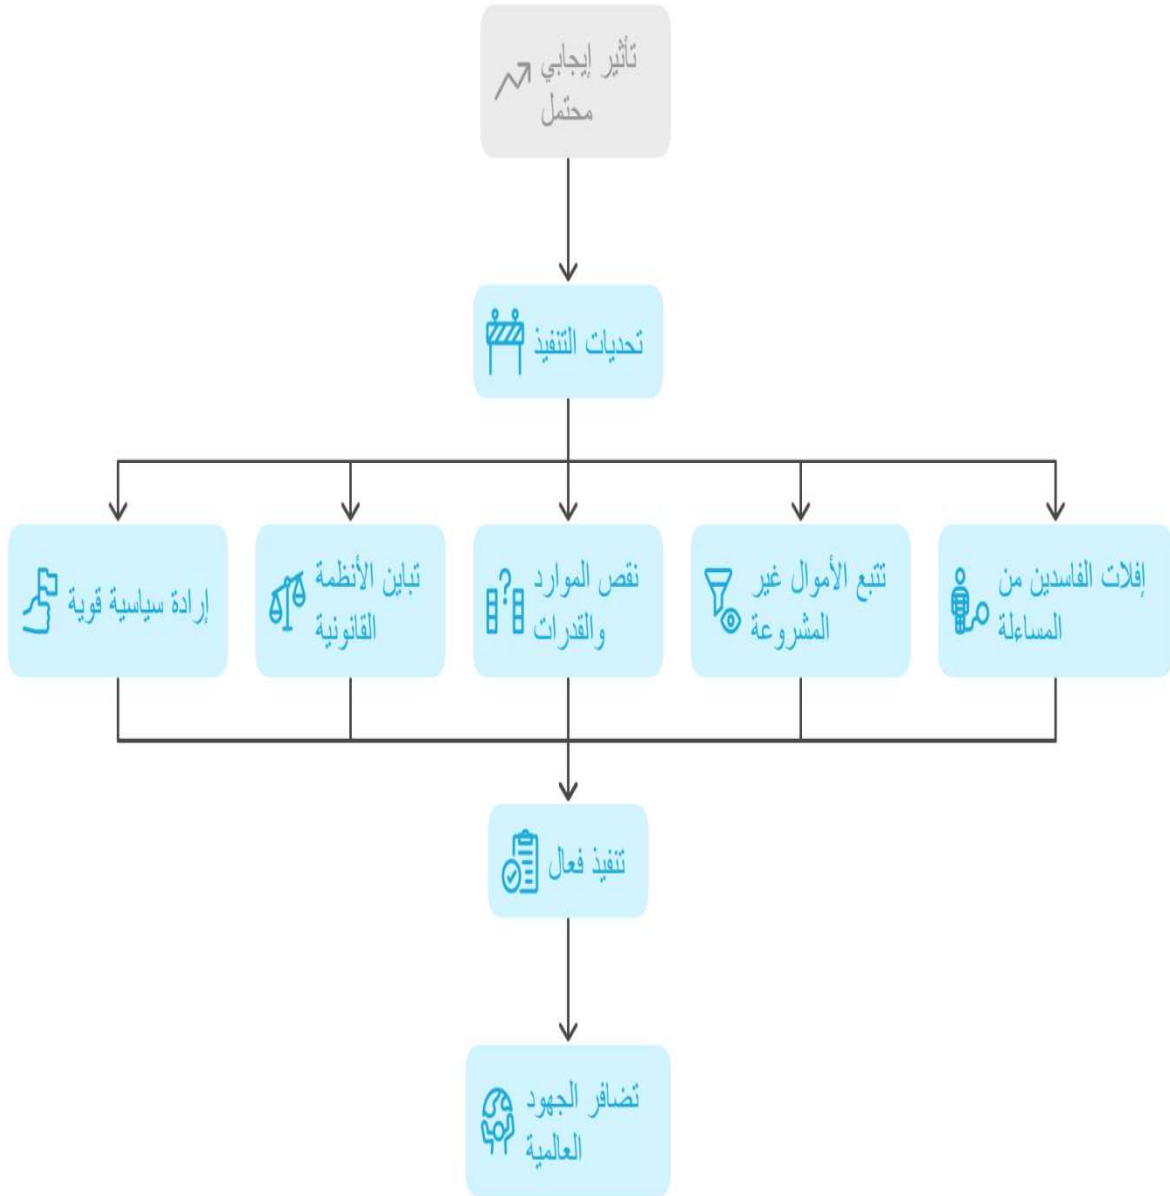 تأثير إيجابي
محتمل
تحديات التنفيذ
إفلات الفاسدين من
المساءلة
تتبع الأموال غير
المشروعة
نقص الموارد
والقدرات
تباين الأنظمة
القانونية
إرادة سياسية قوية
تنفيذ فعال
تضافر الجهود
العالمية